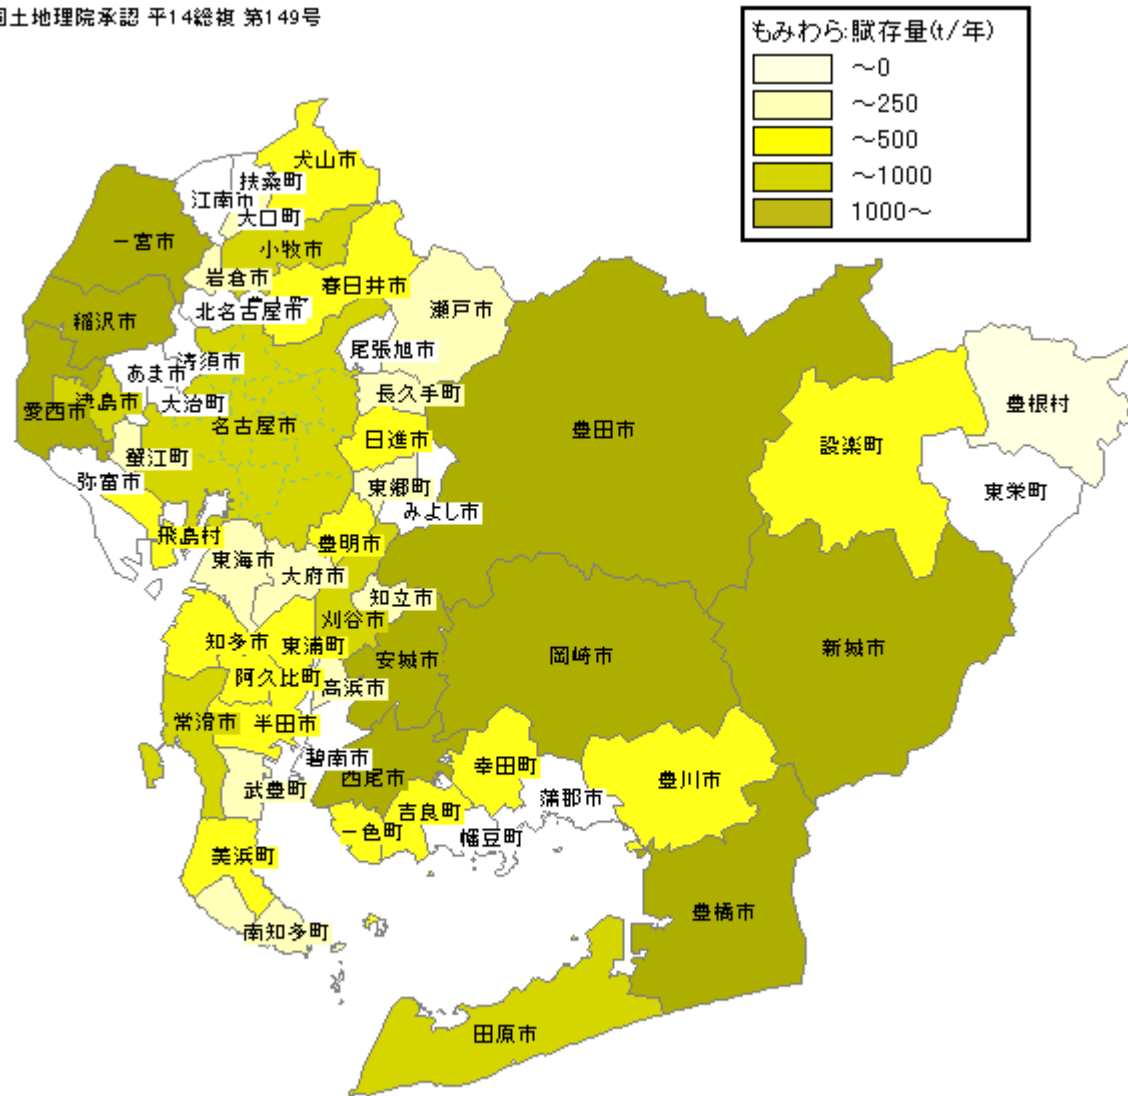 国土地理院承認 平14総複 第149号
もみわら:賦存量(t/年)
～0
～250
～500
～1000
1000～
犬山市
扶桑町
江南市
大口町
一宮市
小牧市
岩倉市
春日井市
北名古屋市
瀬戸市
稲沢市
尾張旭市
清須市
あま市
長久手町
大治町
津島市
愛西市
名古屋市
日進市
豊田市
豊根村
設楽町
蟹江町
弥富市
東郷町
東栄町
みよし市
飛島村
豊明市
東海市
大府市
知立市
刈谷市
知多市
東浦町
安城市
岡崎市
新城市
阿久比町
高浜市
常滑市
半田市
碧南市
西尾市
幸田町
豊川市
武豊町
蒲郡市
吉良町
一色町
幡豆町
美浜町
豊橋市
南知多町
田原市